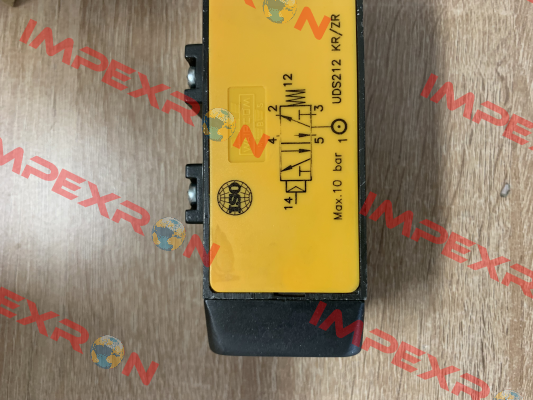 UDS212 KR/ZR
Max.10 bar
1
12
2
3
4
5
14
ISO
IMPEXRON
IMPEXRON
IMPEXRON
IMPEXRON